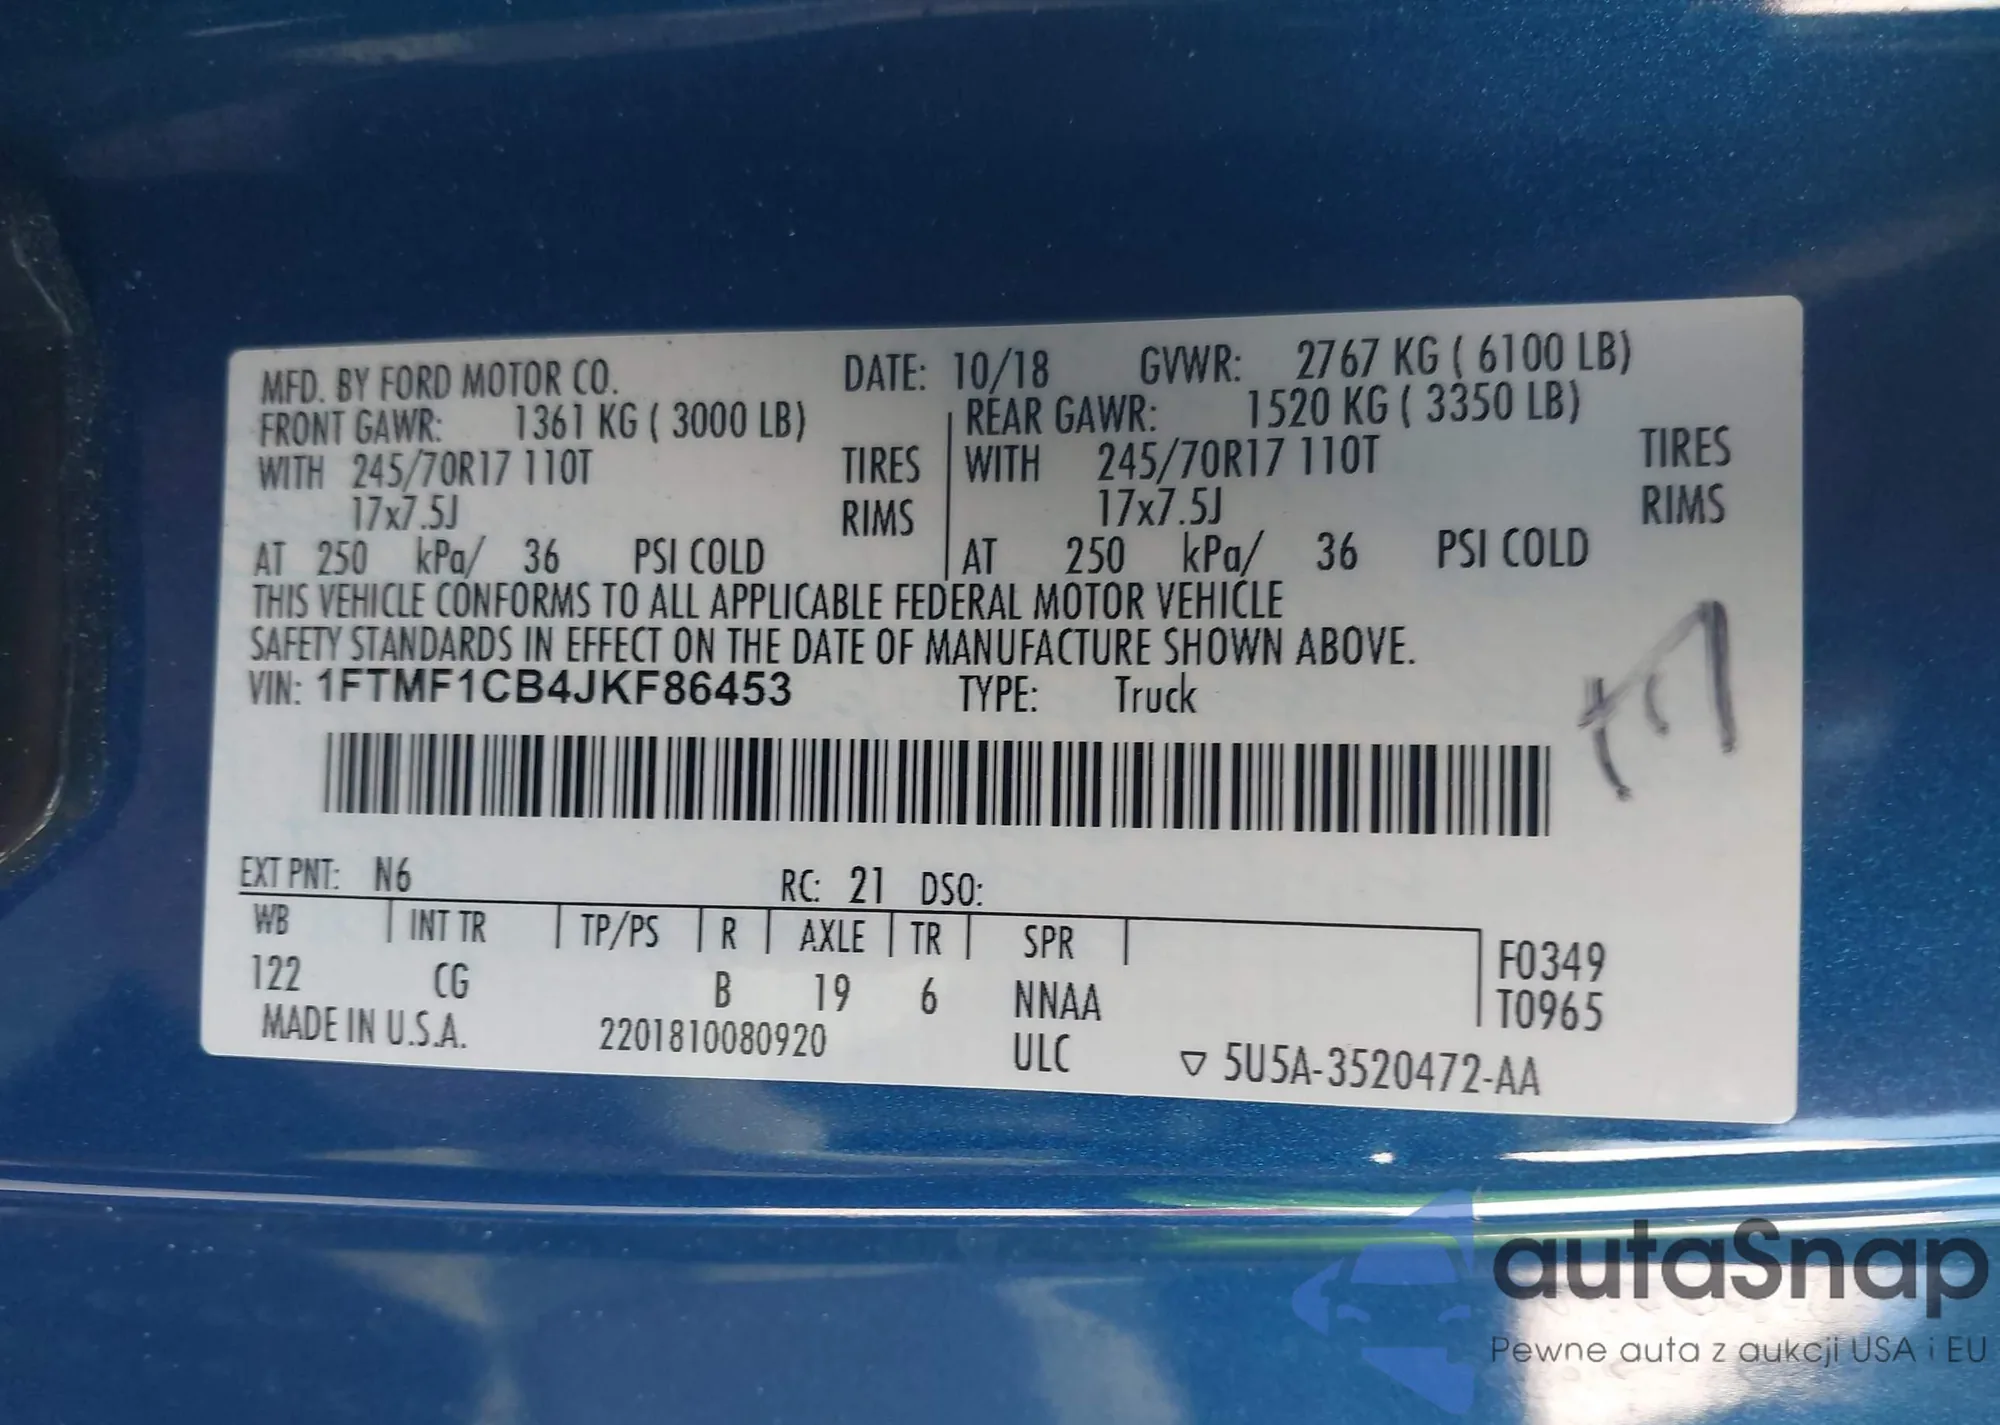 MFD. BY FORD MOTOR CO. DATE: 10/18 GVWR: 2767 KG ( 6100 LB)
FRONT GAWR: 1361 KG ( 3000 LB) REAR GAWR: 1520 KG ( 3350 LB)
WITH 245/70R17 110T TIRES WITH 245/70R17 110T TIRES
17x7.5J RIMS 17x7.5J RIMS
AT 250 kPa/ 36 PSI COLD AT 250 kPa/ 36 PSI COLD
THIS VEHICLE CONFORMS TO ALL APPLICABLE FEDERAL MOTOR VEHICLE
SAFETY STANDARDS IN EFFECT ON THE DATE OF MANUFACTURE SHOWN ABOVE.
VIN: 1FTMF1CB4JKF86453 TYPE: Truck
EXT PNT: N6 RC: 21 DSO:
WB INT TR TP/PS R AXLE TR SPR F0349
122 CG B 19 6 NNAA T0965
MADE IN U.S.A. 2201810080920 ULC ▽ 5U5A-3520472-AA
autaSnap
Pewne auta z aukcji USA i EU